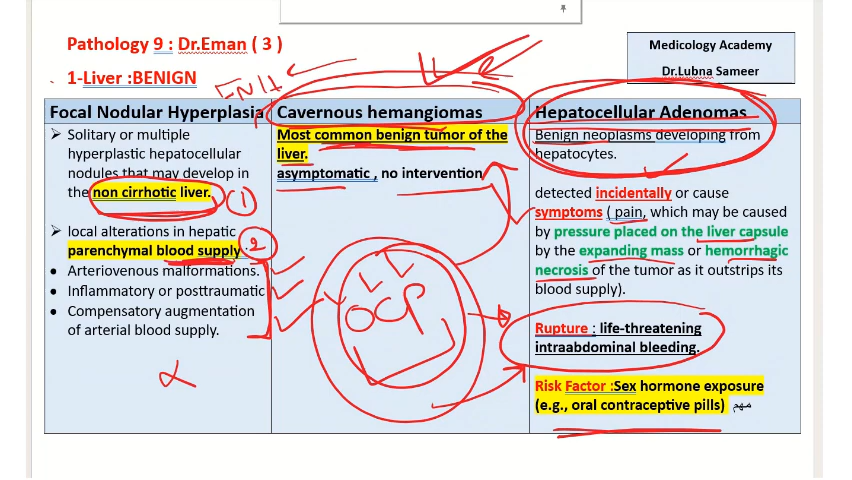 Pathology 9 : Dr.Eman ( 3 )
Medicology Academy
Dr.Lubna Sameer
1-Liver :BENIGN
Focal Nodular Hyperplasia
Solitary or multiple
hyperplastic hepatocellular
nodules that may develop in
the non cirrhotic liver.
1
local alterations in hepatic
parenchymal blood supply :
2
Arteriovenous malformations.
Inflammatory or posttraumatic
Compensatory augmentation
of arterial blood supply.
Cavernous hemangiomas
Most common benign tumor of the
liver.
asymptomatic , no intervention
OCP
Hepatocellular Adenomas
Benign neoplasms developing from
hepatocytes.
detected incidentally or cause
symptoms ( pain, which may be caused
by pressure placed on the liver capsule
by the expanding mass or hemorrhagic
necrosis of the tumor as it outstrips its
blood supply).
Rupture : life-threatening
intraabdominal bleeding.
Risk Factor :Sex hormone exposure
(e.g., oral contraceptive pills) مهم